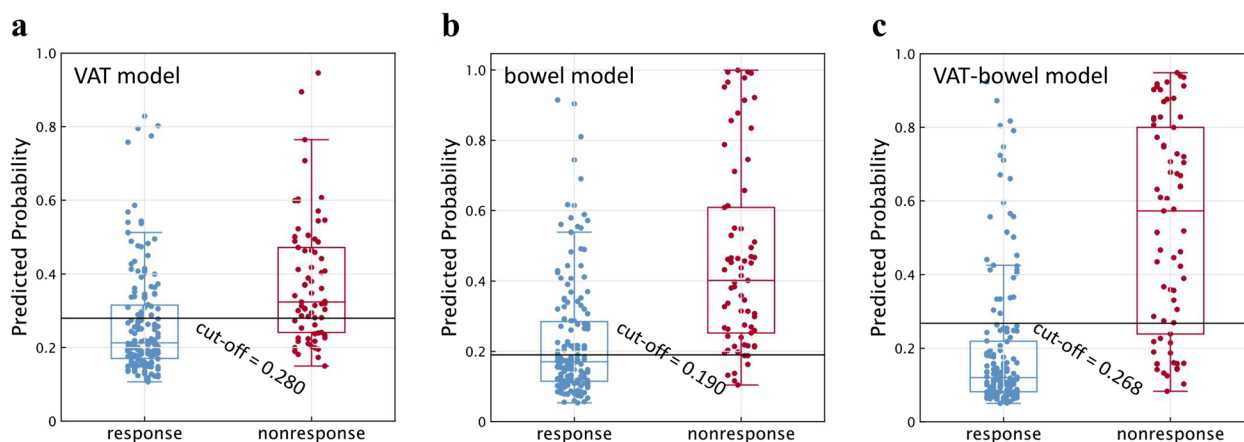 a
VAT model
Predicted Probability
1.0
0.8
0.6
0.4
0.2
0
cut-off = 0.280
response
nonresponse
b
bowel model
Predicted Probability
1.0
0.8
0.6
0.4
0.2
0
cut-off = 0.190
response
nonresponse
c
VAT-bowel model
Predicted Probability
1.0
0.8
0.6
0.4
0.2
0
cut-off = 0.268
response
nonresponse